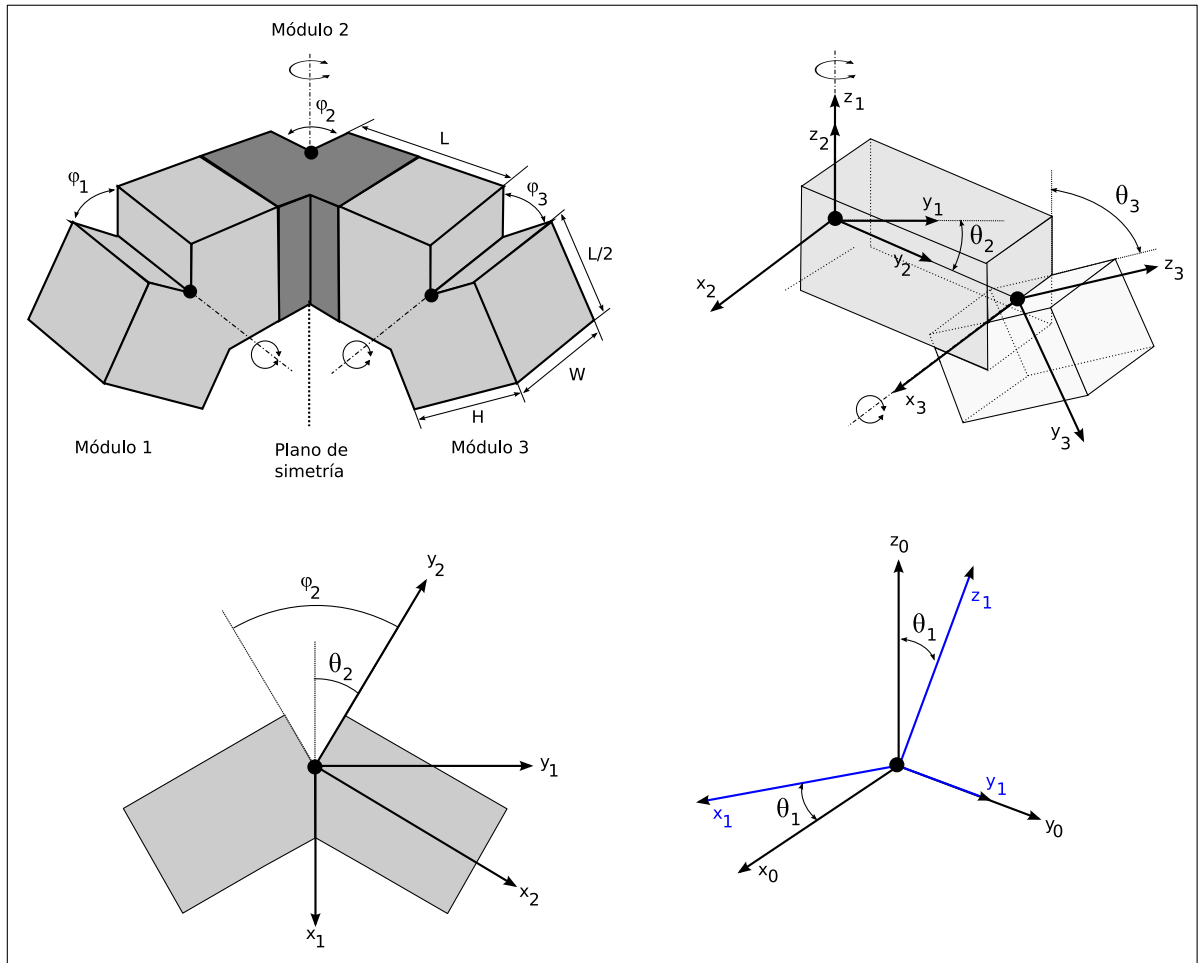 Módulo 2
φ2
L
φ1
φ3
L/2
W
H
Módulo 1
Plano de
simetría
Módulo 3
z1
z2
y1
θ2
y2
x2
θ3
z3
x3
y3
φ2
y2
θ2
y1
x2
x1
z0
z1
θ1
y1
x1
θ1
y0
x0